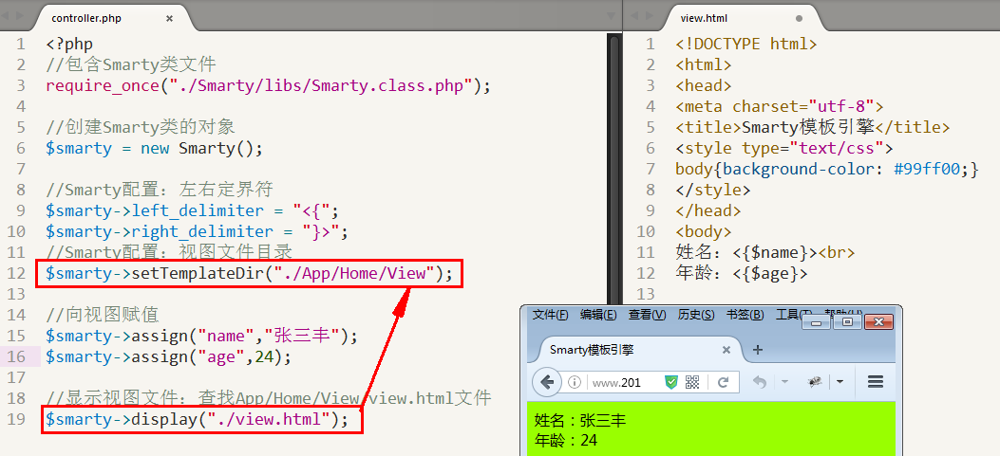 controller.php
1 <?php
2 //包含Smarty类文件
3 require_once("./Smarty/libs/Smarty.class.php");
4
5 //创建Smarty类的对象
6 $smarty = new Smarty();
7
8 //Smarty配置：左右定界符
9 $smarty->left_delimiter = "<{";
10 $smarty->right_delimiter = "}>";
11 //Smarty配置：视图文件目录
12 $smarty->setTemplateDir("./App/Home/View");
13
14 //向视图赋值
15 $smarty->assign("name","张三丰");
16 $smarty->assign("age",24);
17
18 //显示视图文件：查找App/Home/View/view.html文件
19 $smarty->display("./view.html");
view.html
1 <!DOCTYPE html>
2 <html>
3 <head>
4 <meta charset="utf-8">
5 <title>Smarty模板引擎</title>
6 <style type="text/css">
7 body{background-color: #99ff00;}
8 </style>
9 </head>
10 <body>
11 姓名：<{$name}><br>
12 年龄：<{$age}>
13
文件(F) 编辑(E) 查看(V) 历史(S) 书签(B) 工具(T) 帮助(H)
Smarty模板引擎
www.201
姓名：张三丰
年龄：24